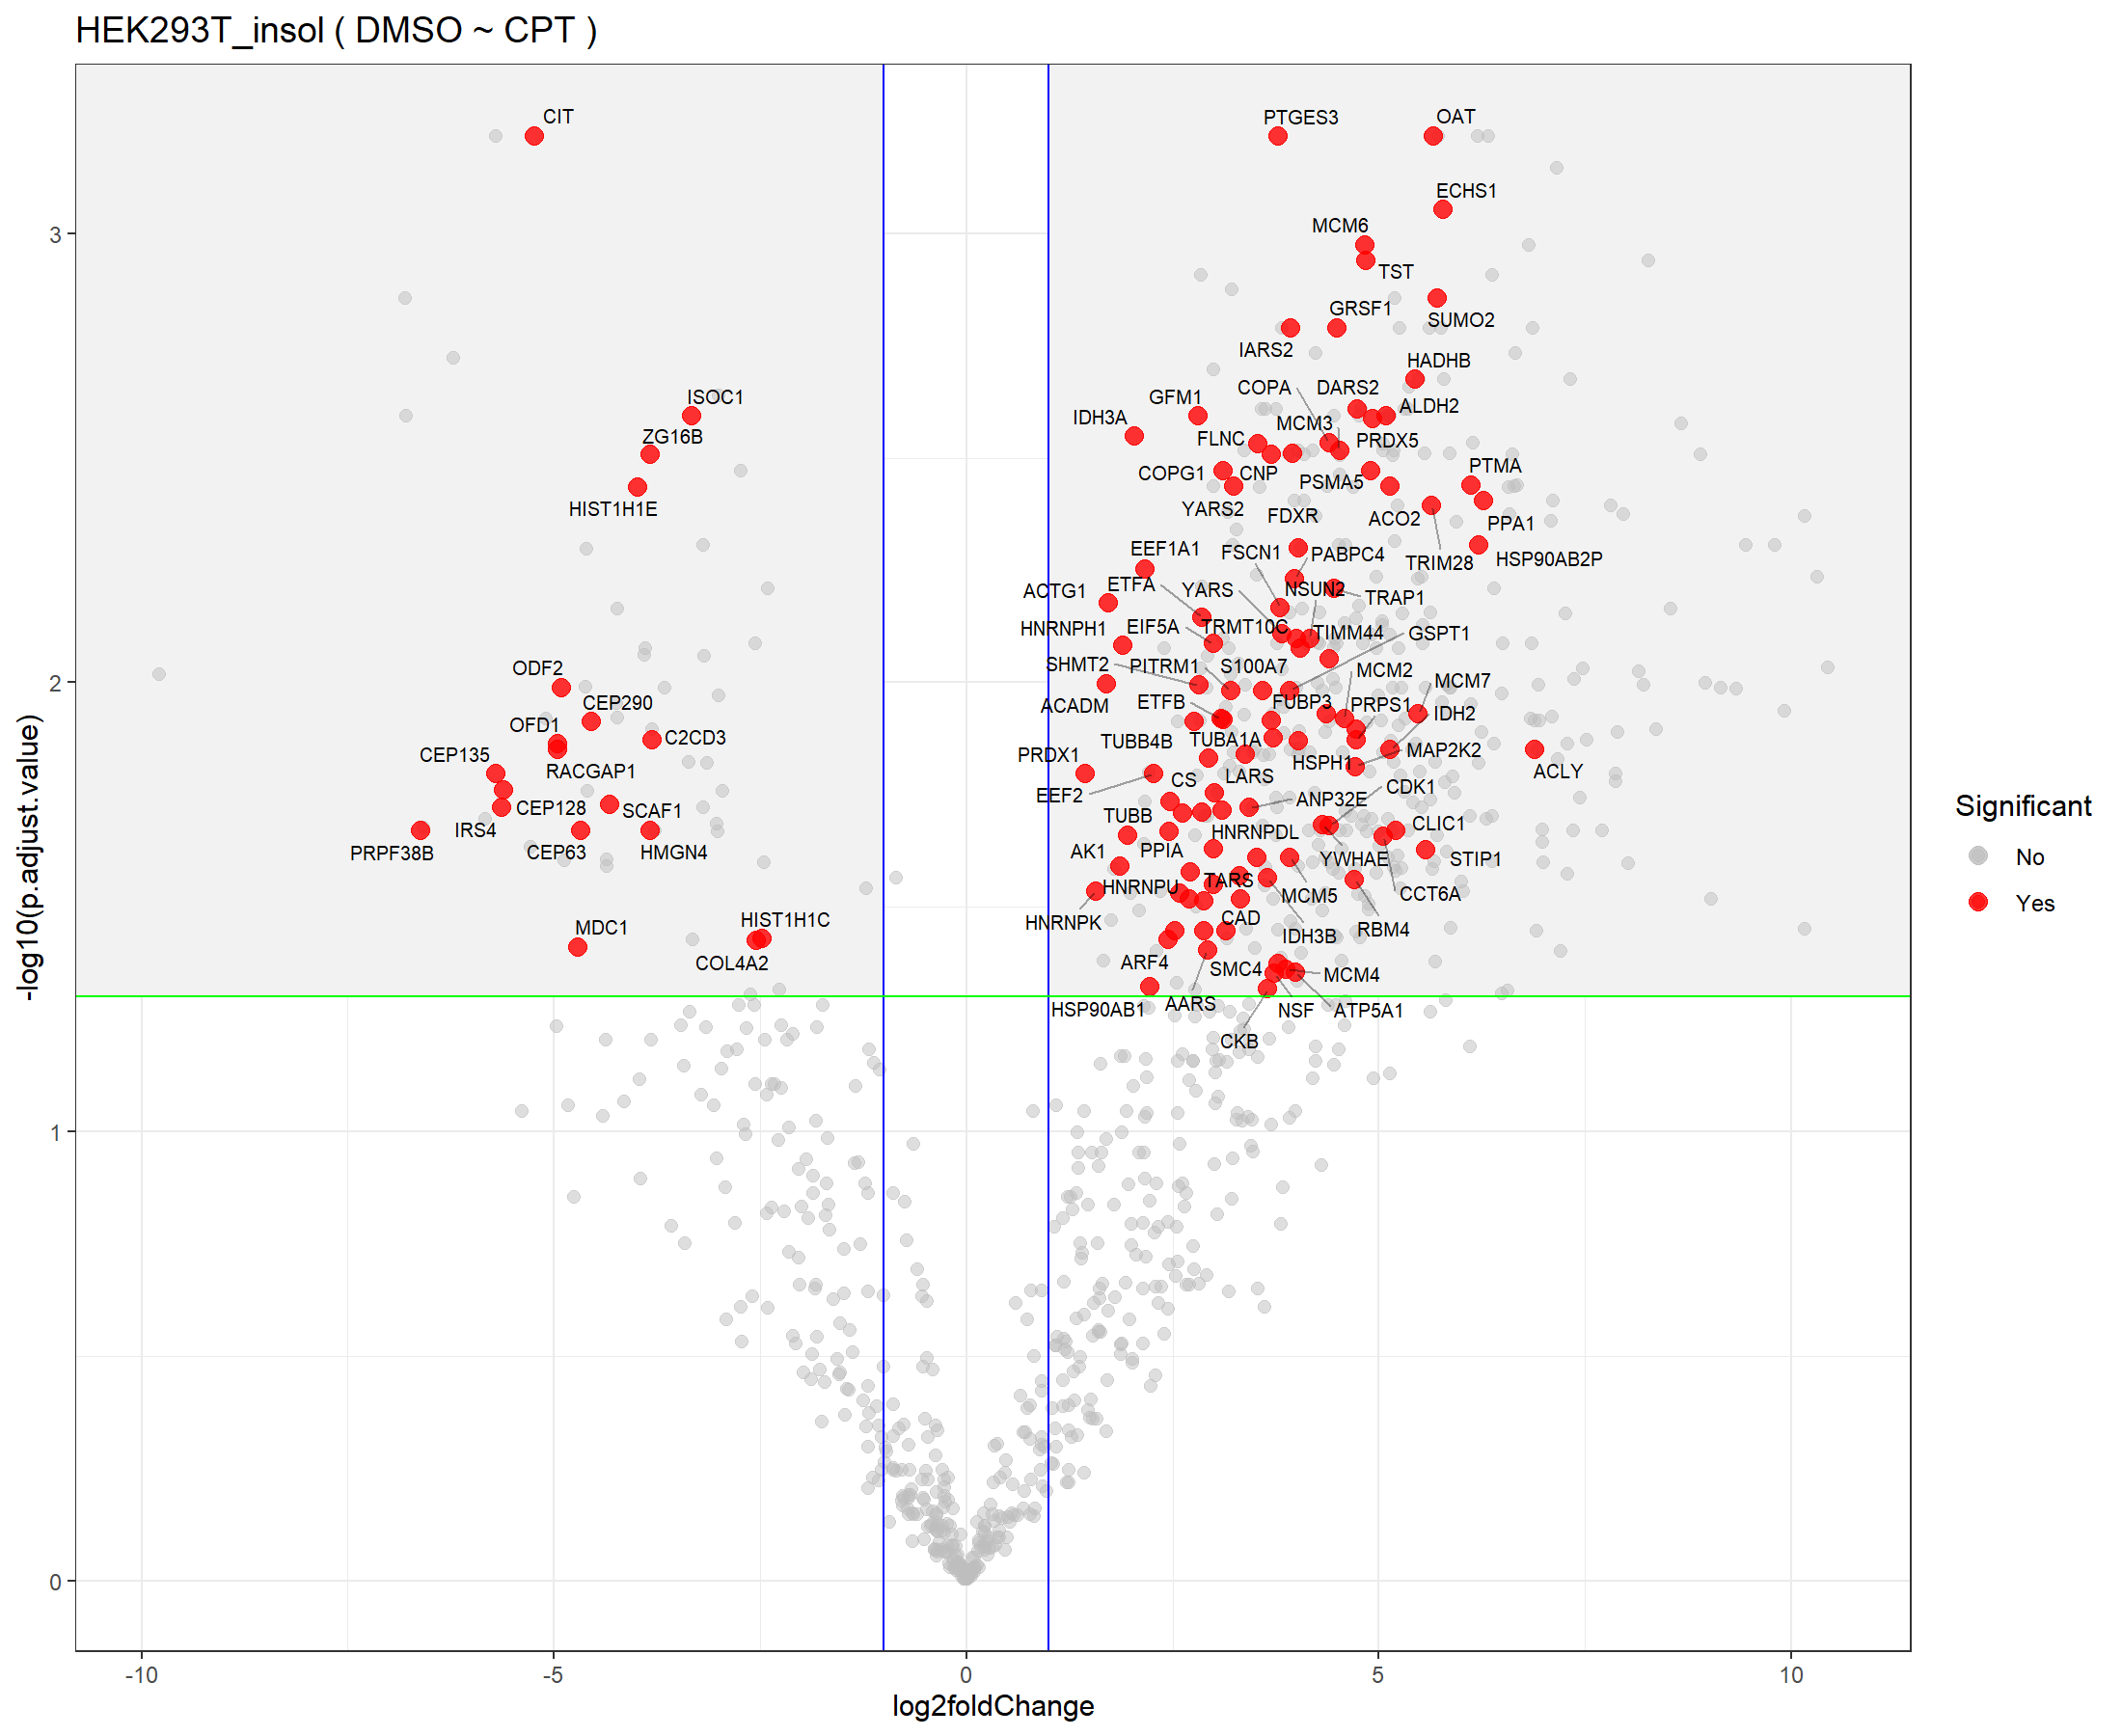 HEK293T_insol ( DMSO ~ CPT )
CIT
PTGES3
OAT
ECHS1
MCM6
TST
GRSF1
SUMO2
IARS2
HADHB
COPA
DARS2
ISOC1
GFM1
ALDH2
IDH3A
MCM3
ZG16B
FLNC
PRDX5
COPG1
CNP
PTMA
PSMA5
HIST1H1E
YARS2
FDXR
ACO2
PPA1
EEF1A1
FSCN1
PABPC4
TRIM28
HSP90AB2P
ACTG1
ETFA
YARS
NSUN2
TRAP1
HNRNPH1
EIF5A
TRMT10C
TIMM44
GSPT1
ODF2
SHMT2
PITRM1
S100A7
MCM2
MCM7
CEP290
ACADM
ETFB
FUBP3
PRPS1
IDH2
OFD1
C2CD3
TUBB4B
TUBA1A
CEP135
PRDX1
HSPH1
MAP2K2
RACGAP1
CS
LARS
ACLY
EEF2
CDK1
CEP128
SCAF1
TUBB
ANP32E
IRS4
HNRNPDL
CLIC1
PRPF38B
CEP63
HMGN4
AK1
PPIA
YWHAE
STIP1
HNRNPU
TARS
MCM5
CCT6A
MDC1
HIST1H1C
HNRNPK
CAD
IDH3B
RBM4
COL4A2
ARF4
SMC4
MCM4
HSP90AB1
AARS
NSF
ATP5A1
CKB
3
2
1
0
-10
-5
0
5
10
log2foldChange
-log10(p.adjust.value)
Significant
No
Yes